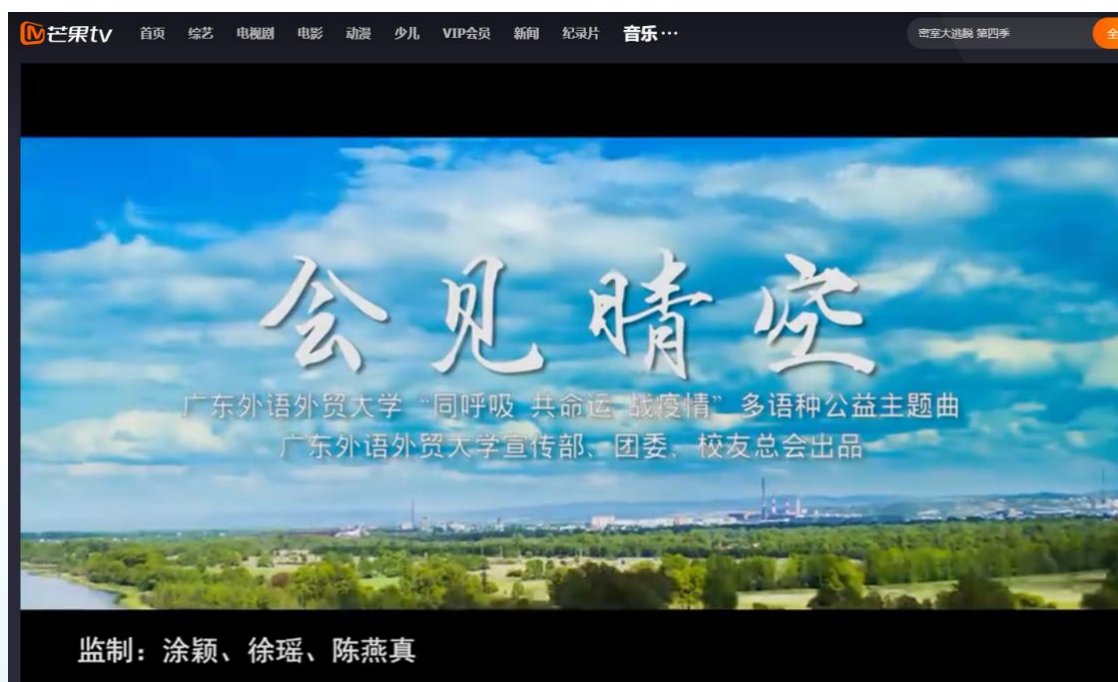 芒果tv 首页 综艺 电视剧 电影 动漫 少儿 VIP会员 新闻 纪录片 音乐··· 密室大逃脱 第四季 全
会见晴空
广东外语外贸大学“同呼吸 共命运 战疫情”多语种公益主题曲
广东外语外贸大学宣传部、团委、校友总会出品
监制：涂颖、徐瑶、陈燕真